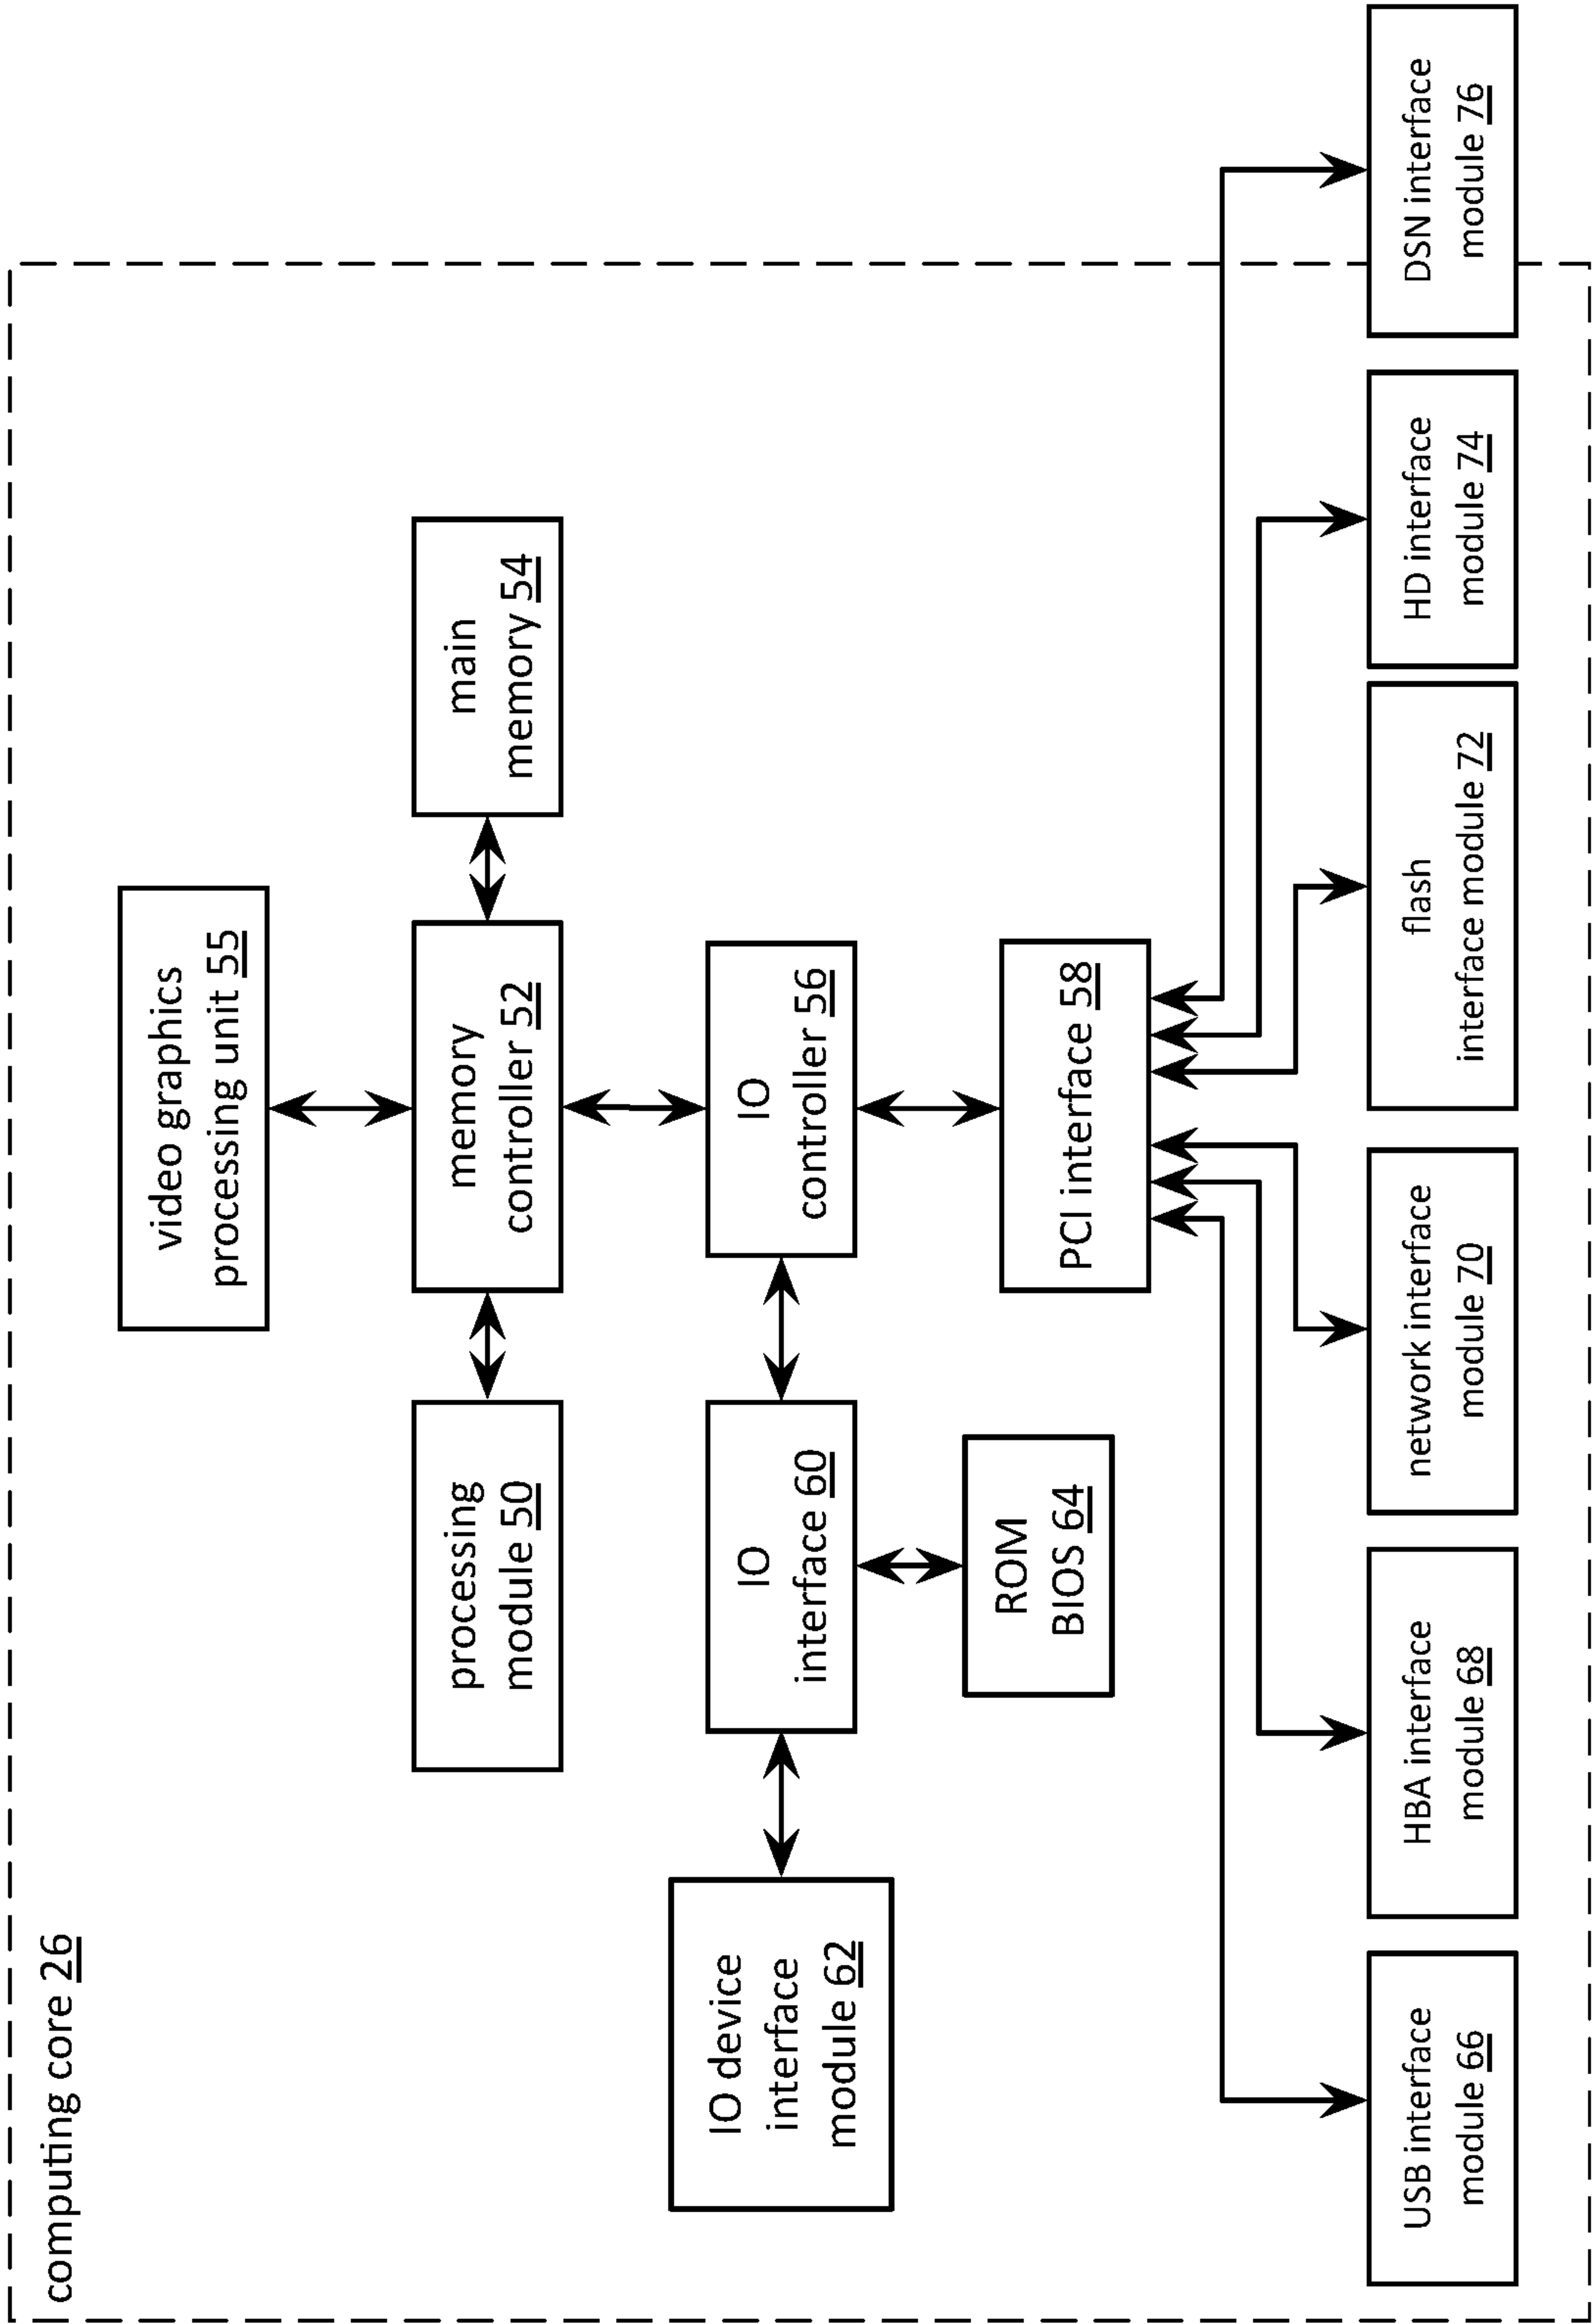 computing core 26
video graphics
processing unit 55
processing
module 50
memory
controller 52
main
memory 54
IO device
interface
module 62
IO
interface 60
IO
controller 56
ROM
BIOS 64
PCI interface 58
USB interface
module 66
HBA interface
module 68
network interface
module 70
flash
interface module 72
HD interface
module 74
DSN interface
module 76